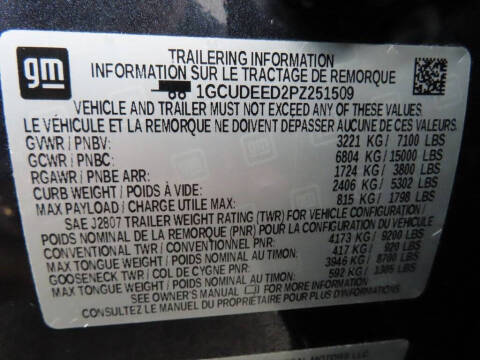 gm
TRAILERING INFORMATION
INFORMATION SUR LE TRACTAGE DE REMORQUE
1GCUDEED2PZ251509
VEHICLE AND TRAILER MUST NOT EXCEED ANY OF THESE VALUES
LE VÉHICULE ET LA REMORQUE NE DOIVENT DÉPASSER AUCUNE DE CES VALEURS
GVWR / PNBV: 3221 KG / 7100 LBS
GCWR / PNBC: 6804 KG / 15000 LBS
RGAWR / PNBE ARR: 1724 KG / 3800 LBS
CURB WEIGHT / POIDS À VIDE: 2406 KG / 5302 LBS
MAX PAYLOAD / CHARGE UTILE MAX: 815 KG / 1798 LBS
SAE J2807 TRAILER WEIGHT RATING (TWR) FOR VEHICLE CONFIGURATION /
POIDS NOMINAL DE LA REMORQUE (PNR) POUR LA CONFIGURATION DU VÉHICULE
CONVENTIONAL TWR / CONVENTIONNEL PNR: 4173 KG / 9200 LBS
MAX TONGUE WEIGHT / POIDS MAXIMAL AU TIMON: 417 KG / 920 LBS
GOOSENECK TWR / COL DE CYGNE PNR: 3946 KG / 8700 LBS
MAX TONGUE WEIGHT / POIDS MAXIMAL AU TIMON: 592 KG / 1305 LBS
SEE OWNER'S MANUAL FOR MORE INFORMATION /
CONSULTER LE MANUEL DU PROPRIÉTAIRE POUR PLUS D'INFORMATION